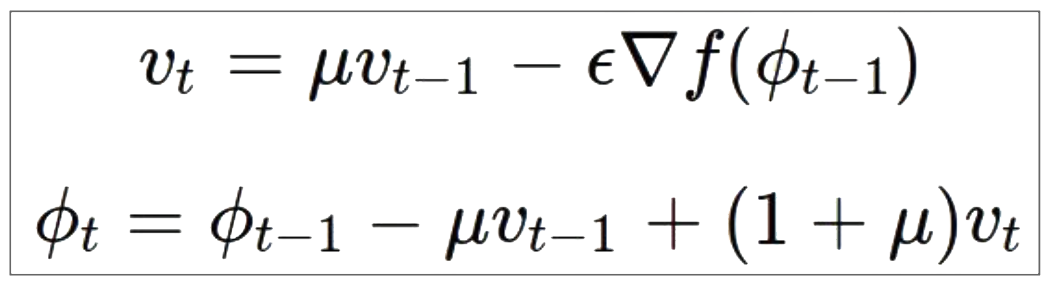 v_t = μv_{t−1} − ϵ∇f(ϕ_{t−1})
ϕ_t = ϕ_{t−1} − μv_{t−1} + (1 + μ)v_t